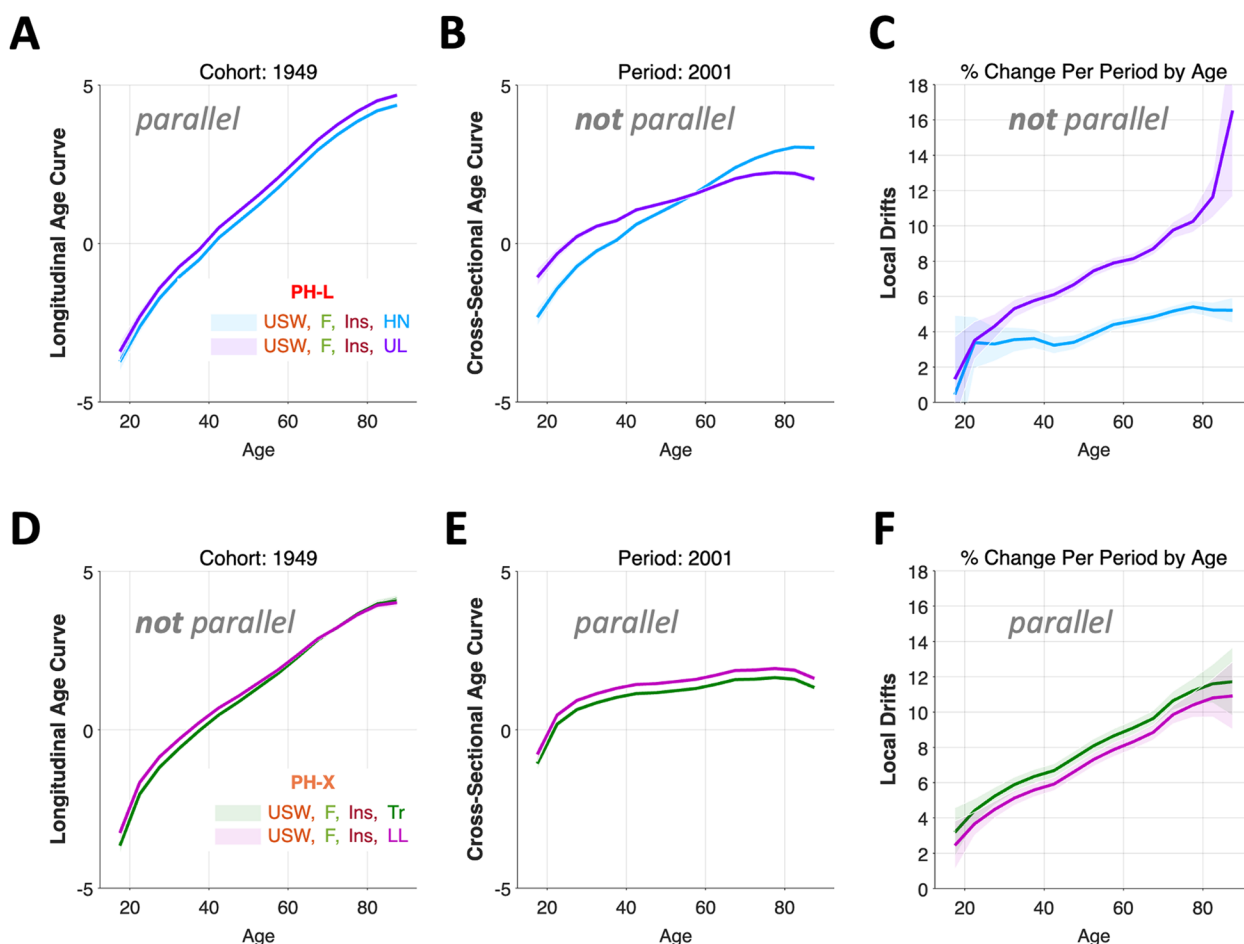 A
Cohort: 1949
parallel
Longitudinal Age Curve
5
0
-5
20
40
60
80
Age
PH-L
USW, F, Ins, HN
USW, F, Ins, UL
B
Period: 2001
not parallel
Cross-Sectional Age Curve
5
0
-5
20
40
60
80
Age
C
% Change Per Period by Age
not parallel
Local Drifts
18
16
14
12
10
8
6
4
2
0
20
40
60
80
Age
D
Cohort: 1949
not parallel
Longitudinal Age Curve
5
0
-5
20
40
60
80
Age
PH-X
USW, F, Ins, Tr
USW, F, Ins, LL
E
Period: 2001
parallel
Cross-Sectional Age Curve
5
0
-5
20
40
60
80
Age
F
% Change Per Period by Age
parallel
Local Drifts
18
16
14
12
10
8
6
4
2
0
20
40
60
80
Age